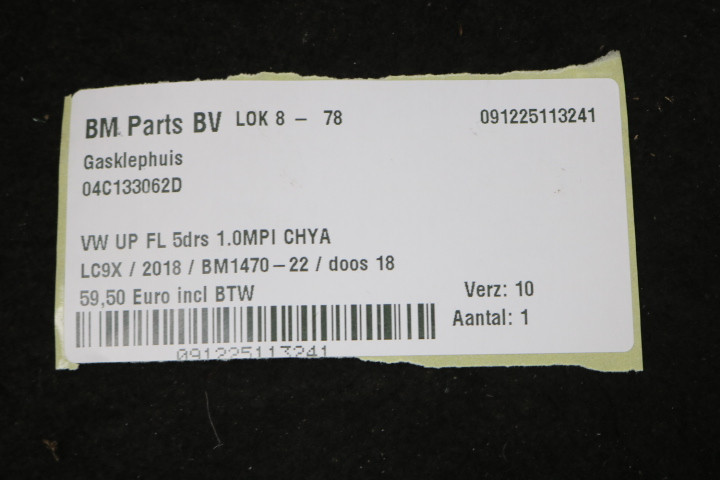 BM Parts BV LOK 8 - 78 091225113241
Gasklephuis
04C133062D
VW UP FL 5drs 1.0MPI CHYA
LC9X / 2018 / BM1470-22 / doos 18
59,50 Euro incl BTW Verz: 10
Aantal: 1
091225113241